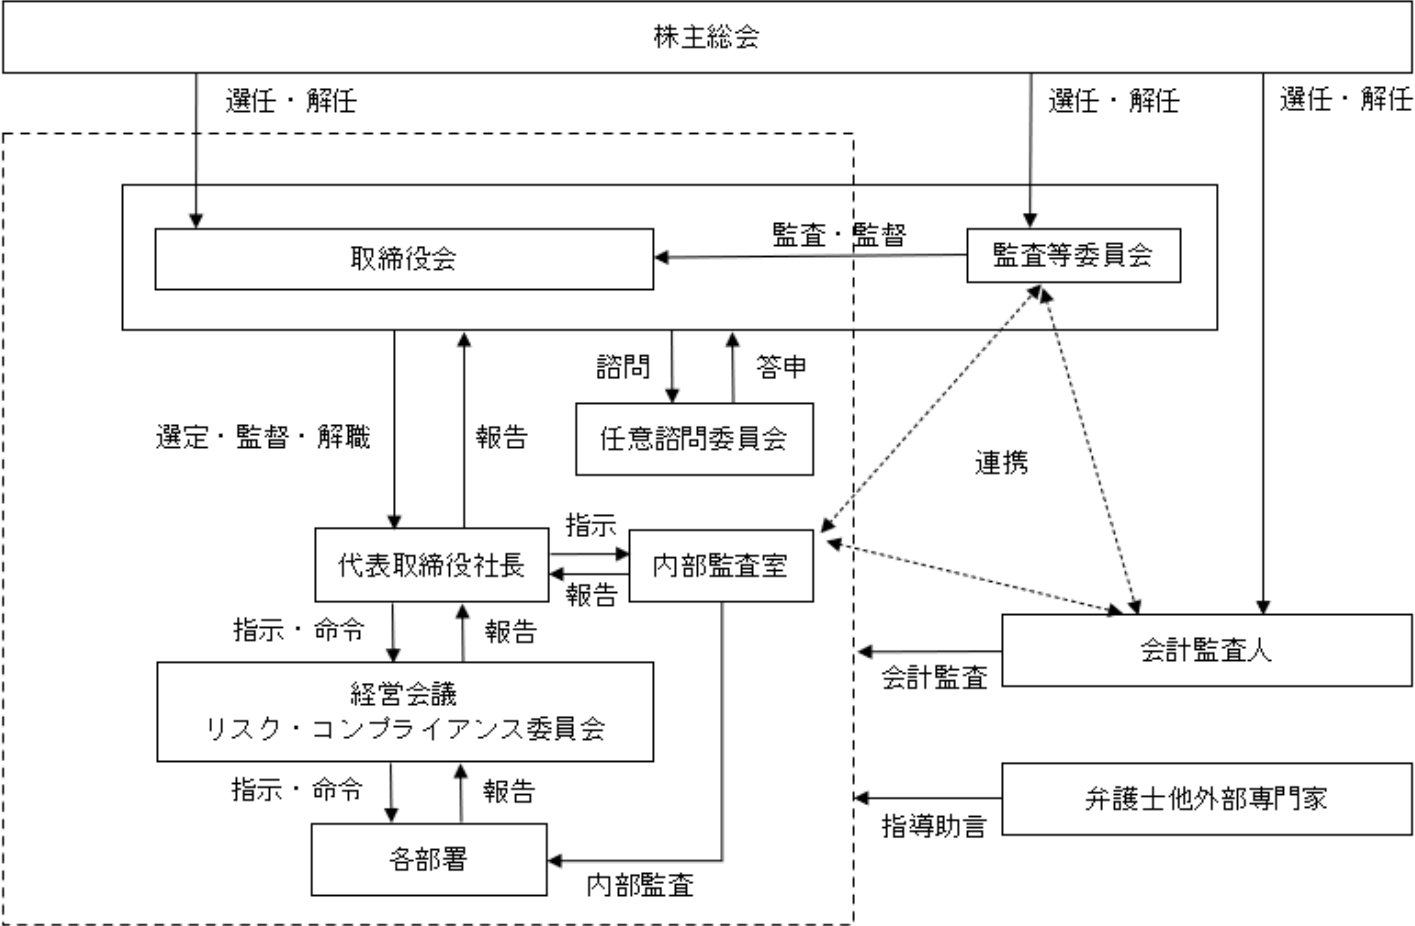 株主総会
選任・解任
選任・解任
選任・解任
監査・監督
取締役会
監査等委員会
諮問
答申
選定・監督・解職
報告
任意諮問委員会
連携
指示
代表取締役社長
内部監査室
報告
指示・命令
報告
会計監査人
会計監査
経営会議
リスク・コンプライアンス委員会
指示・命令
報告
弁護士他外部専門家
指導助言
各部署
内部監査